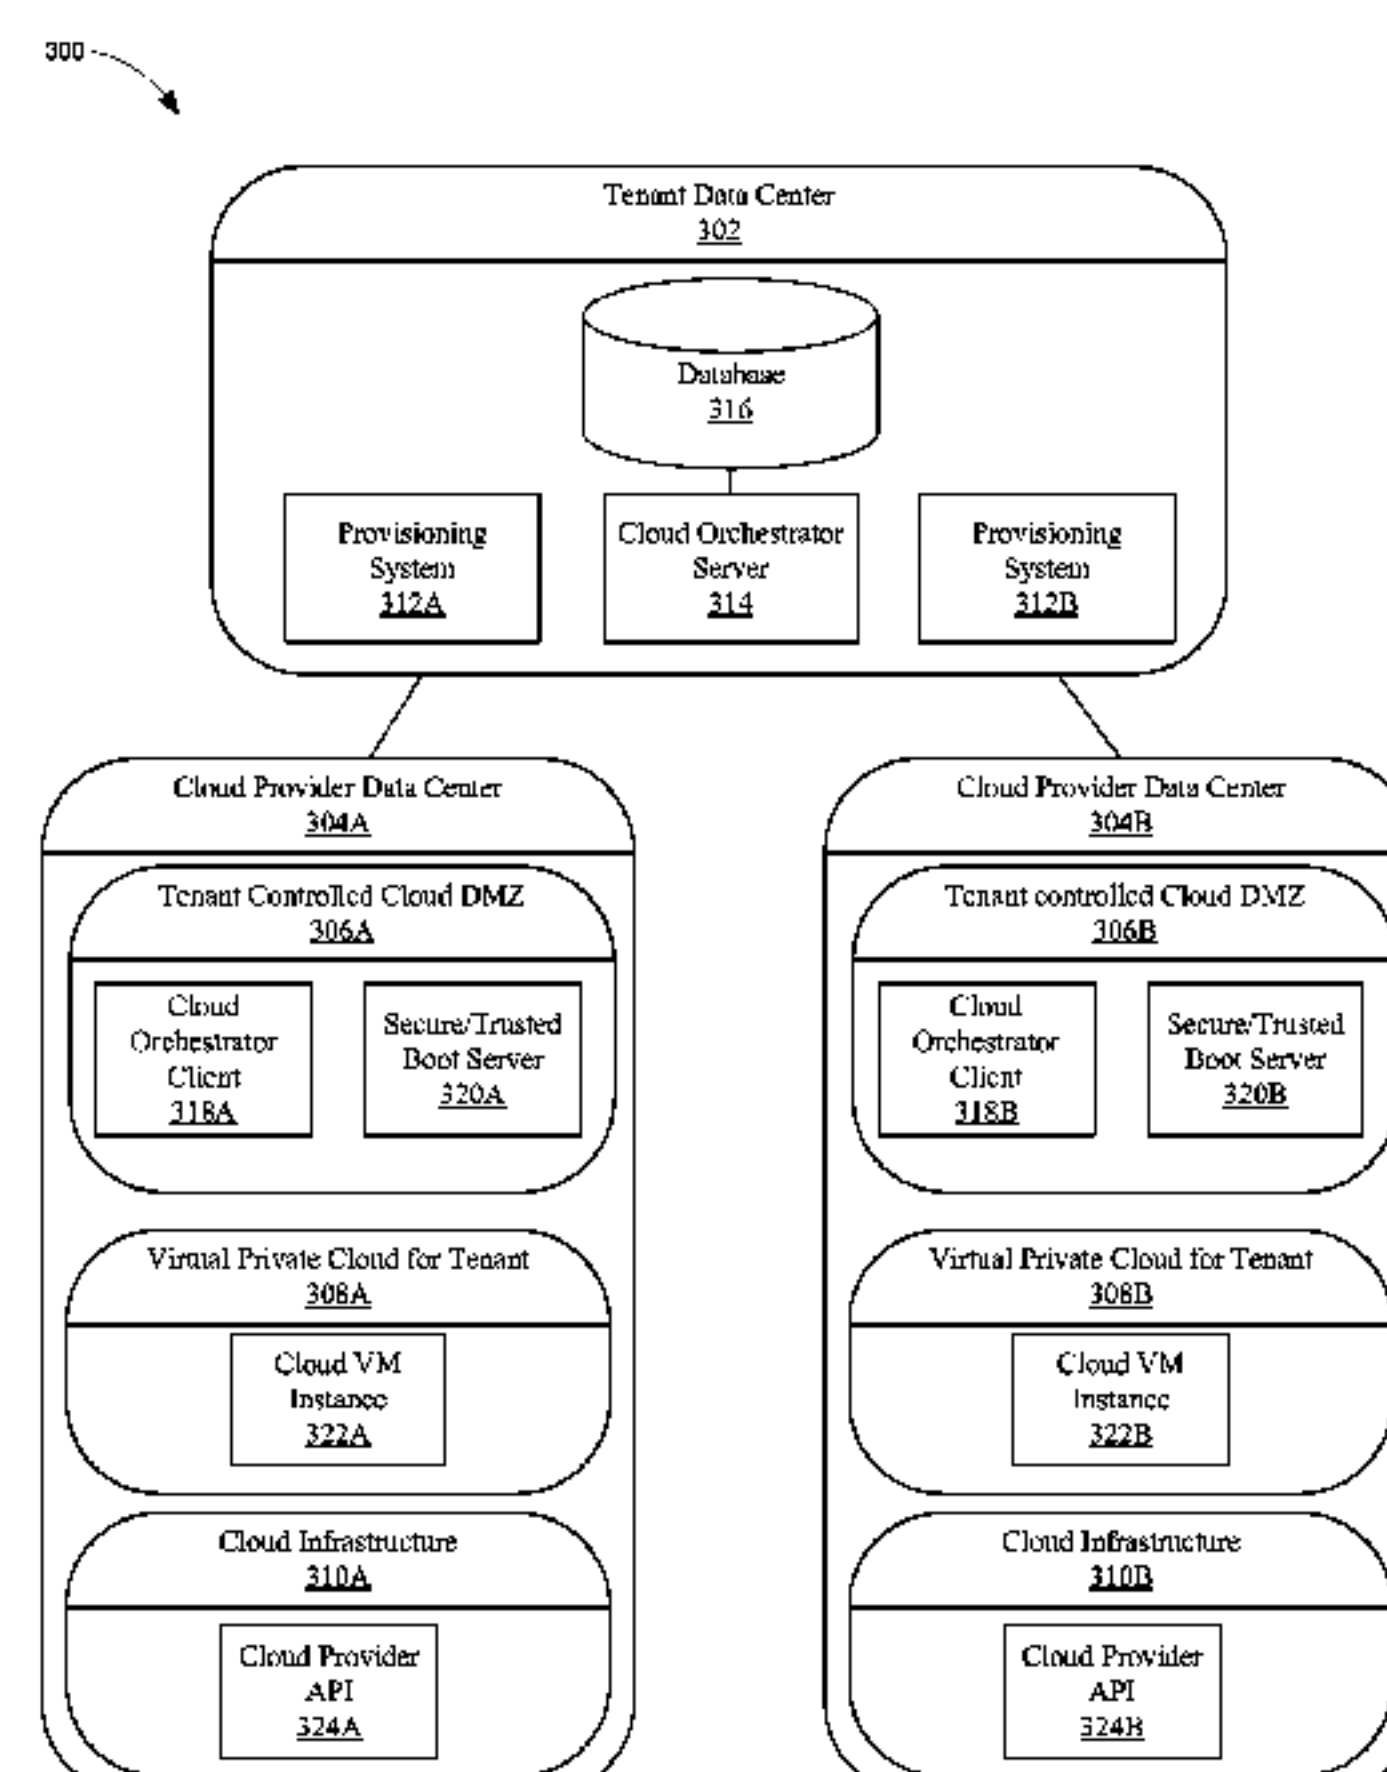 300
Tenant Data Center
302
Database
316
Provisioning
System
312A
Cloud Orchestrator
Server
314
Provisioning
System
312B
Cloud Provider Data Center
304A
Tenant Controlled Cloud DMZ
306A
Cloud
Orchestrator
Client
318A
Secure/Trusted
Boot Server
320A
Virtual Private Cloud for Tenant
308A
Cloud VM
Instance
322A
Cloud Infrastructure
310A
Cloud Provider
API
324A
Cloud Provider Data Center
304B
Tenant controlled Cloud DMZ
306B
Cloud
Orchestrator
Client
318B
Secure/Trusted
Boot Server
320B
Virtual Private Cloud for Tenant
308B
Cloud VM
Instance
322B
Cloud Infrastructure
310B
Cloud Provider
API
324B